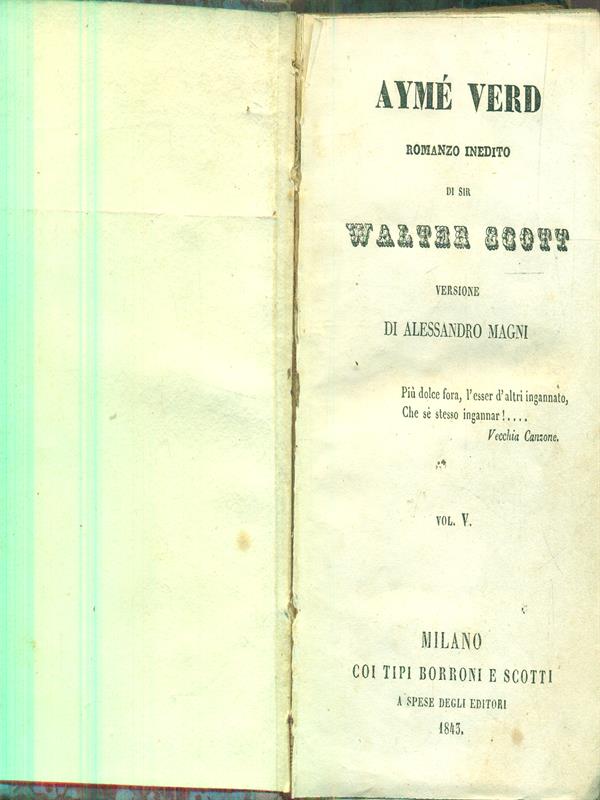 AYMÉ VERD
ROMANZO INEDITO
DI SIR
WALTER SCOTT
VERSIONE
DI ALESSANDRO MAGNI
Più dolce fora, l'esser d'altri ingannato,
Che sè stesso ingannar!....
Vecchia Canzone.
VOL. V.
MILANO
COI TIPI BORRONI E SCOTTI
A SPESE DEGLI EDITORI
1843.